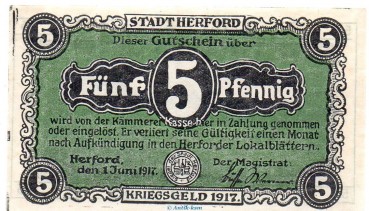 5 STADT HERFORD 5
Dieser Gutschein über
Fünf 5 Pfennig
wird von der Kämmereikasse hier in Zahlung genommen
oder eingelöst. Er verliert seine Gültigkeit einen Monat
nach Aufkündigung in den Herforder Lokalblättern.
Herford,
den 1 Juni 1917.
Der Magistrat
5 KRIEGSGELD 1917. 5